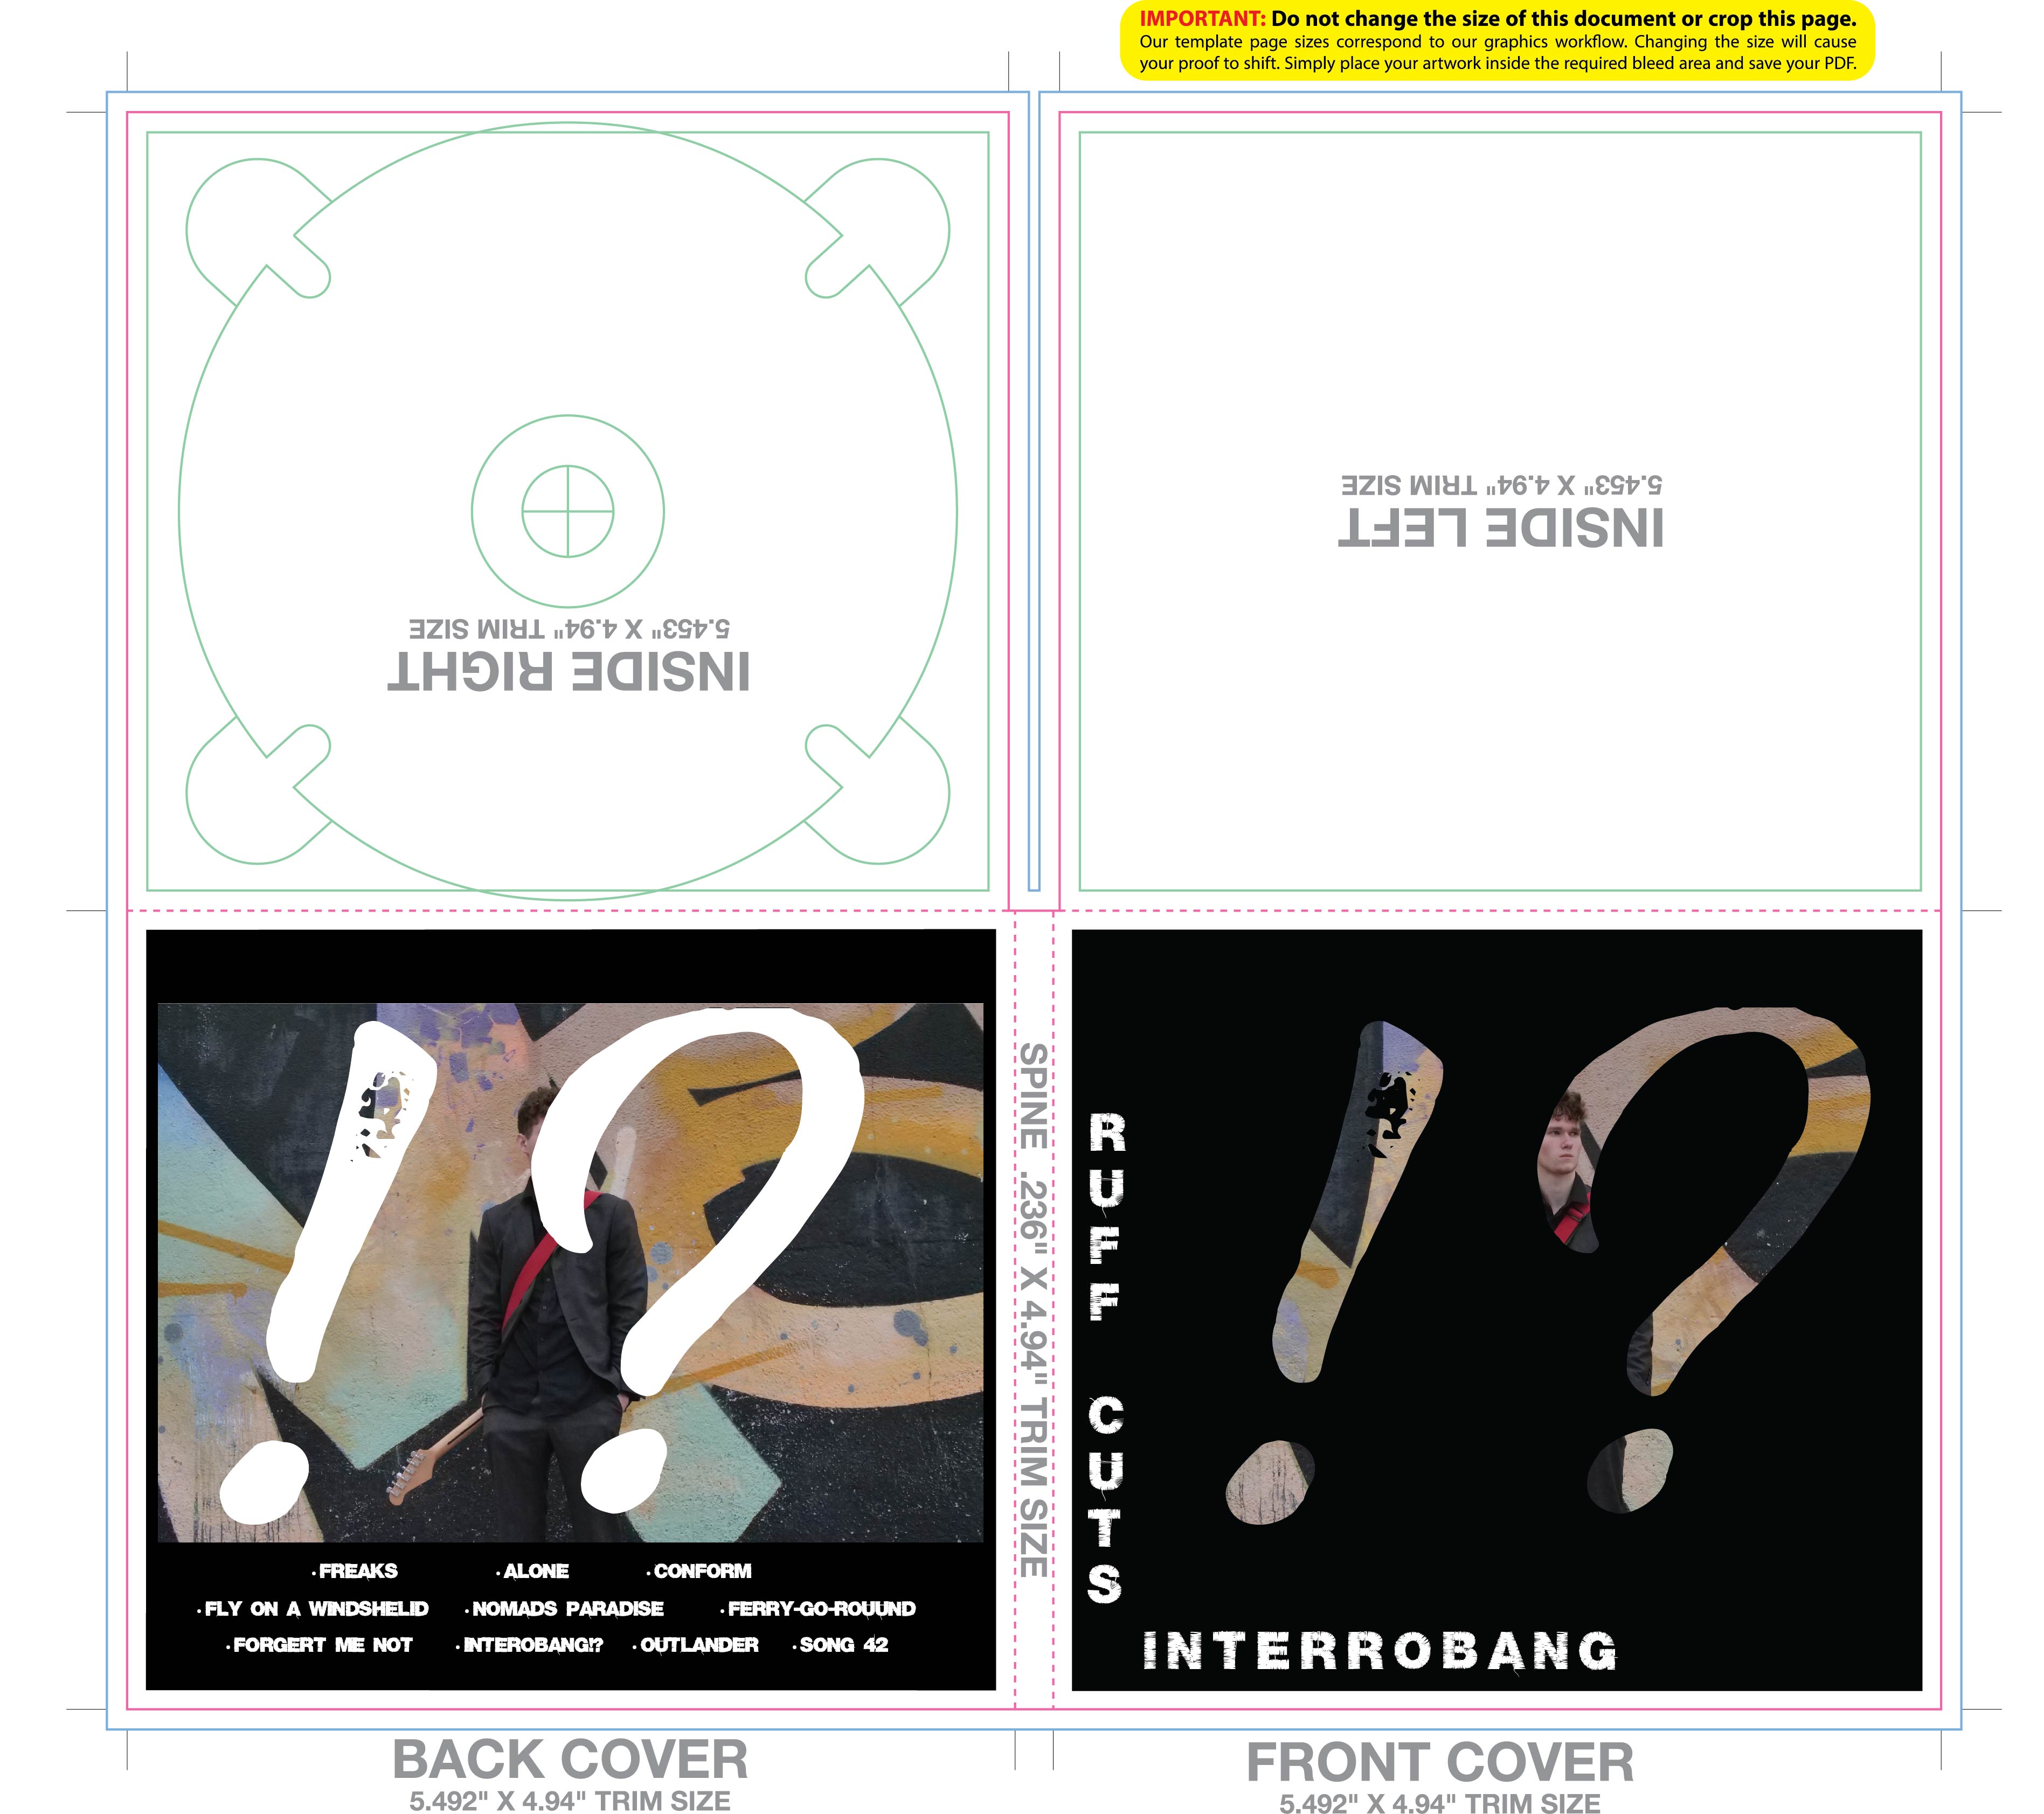 IMPORTANT: Do not change the size of this document or crop this page.
Our template page sizes correspond to our graphics workflow. Changing the size will cause
your proof to shift. Simply place your artwork inside the required bleed area and save your PDF.
INSIDE RIGHT
5.453" X 4.94" TRIM SIZE
INSIDE LEFT
5.453" X 4.94" TRIM SIZE
!?
· FREAKS · ALONE · CONFORM
· FLY ON A WINDSHELID · NOMADS PARADISE · FERRY-GO-ROUUND
· FORGERT ME NOT · INTEROBANG!? · OUTLANDER · SONG 42
SPINE .236" X 4.94" TRIM SIZE
!?
RUFF CUTS
INTERROBANG
BACK COVER
5.492" X 4.94" TRIM SIZE
FRONT COVER
5.492" X 4.94" TRIM SIZE